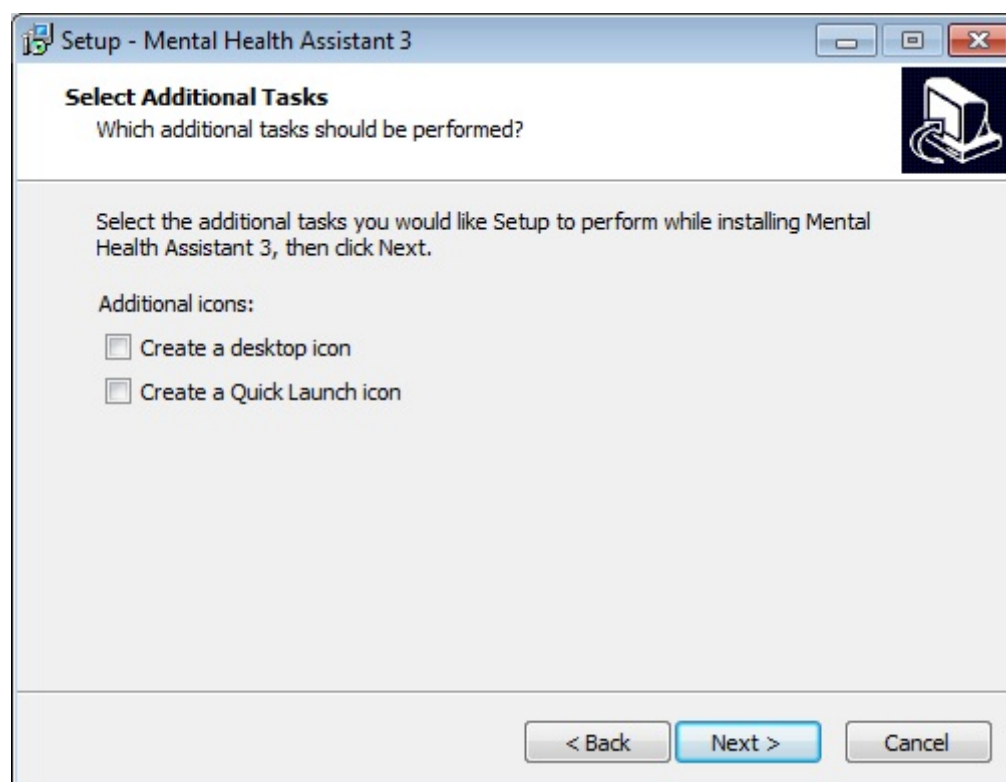 Setup - Mental Health Assistant 3
Select Additional Tasks
Which additional tasks should be performed?
Select the additional tasks you would like Setup to perform while installing Mental
Health Assistant 3, then click Next.
Additional icons:
Create a desktop icon
Create a Quick Launch icon
< Back Next > Cancel